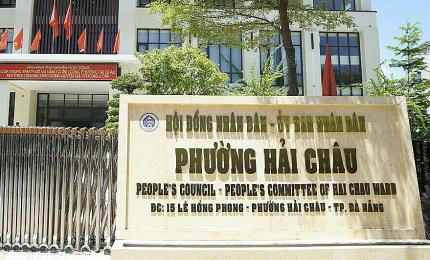 HỘI ĐỒNG NHÂN DÂN - ỦY BAN NHÂN DÂN
PHƯỜNG HẢI CHÂU
PEOPLE'S COUNCIL - PEOPLE'S COMMITTEE OF HAI CHAU WARD
ĐC: 15 LÊ HỒNG PHONG - PHƯỜNG HẢI CHÂU - TP. ĐÀ NẴNG